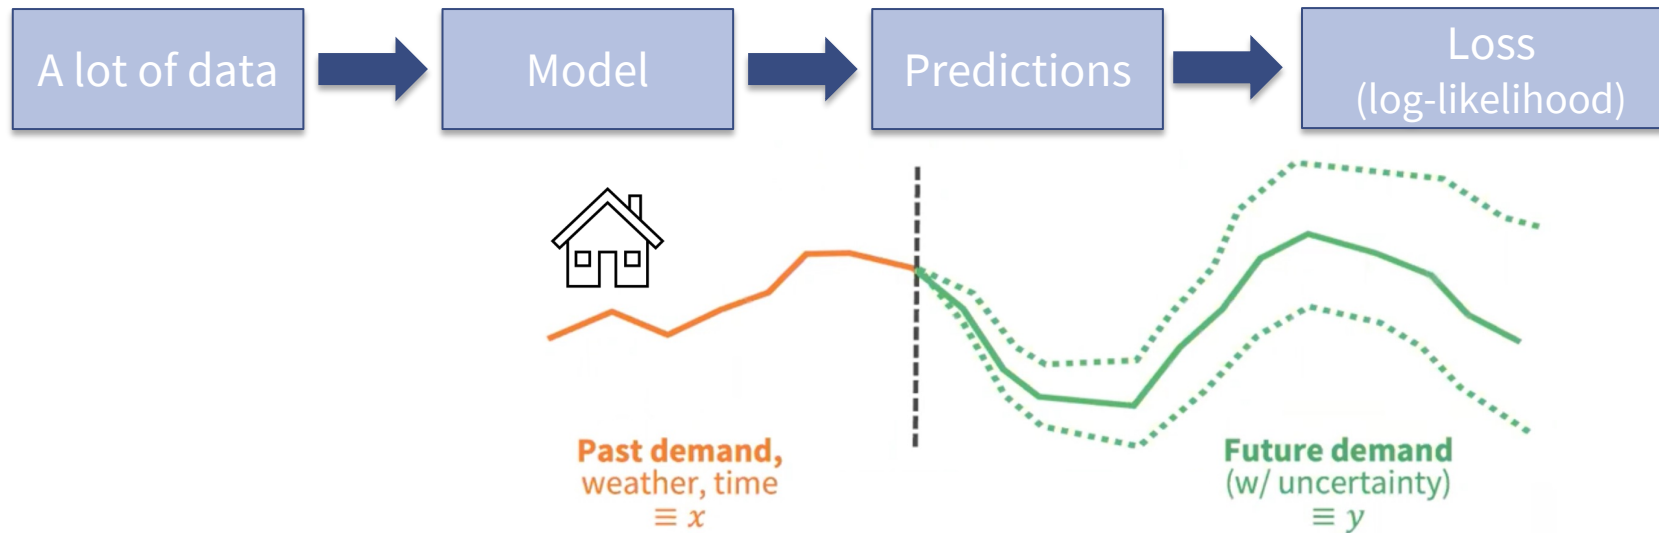 A lot of data
Model
Predictions
Loss
(log-likelihood)
Past demand,
weather, time
≡ x
Future demand
(w/ uncertainty)
≡ y